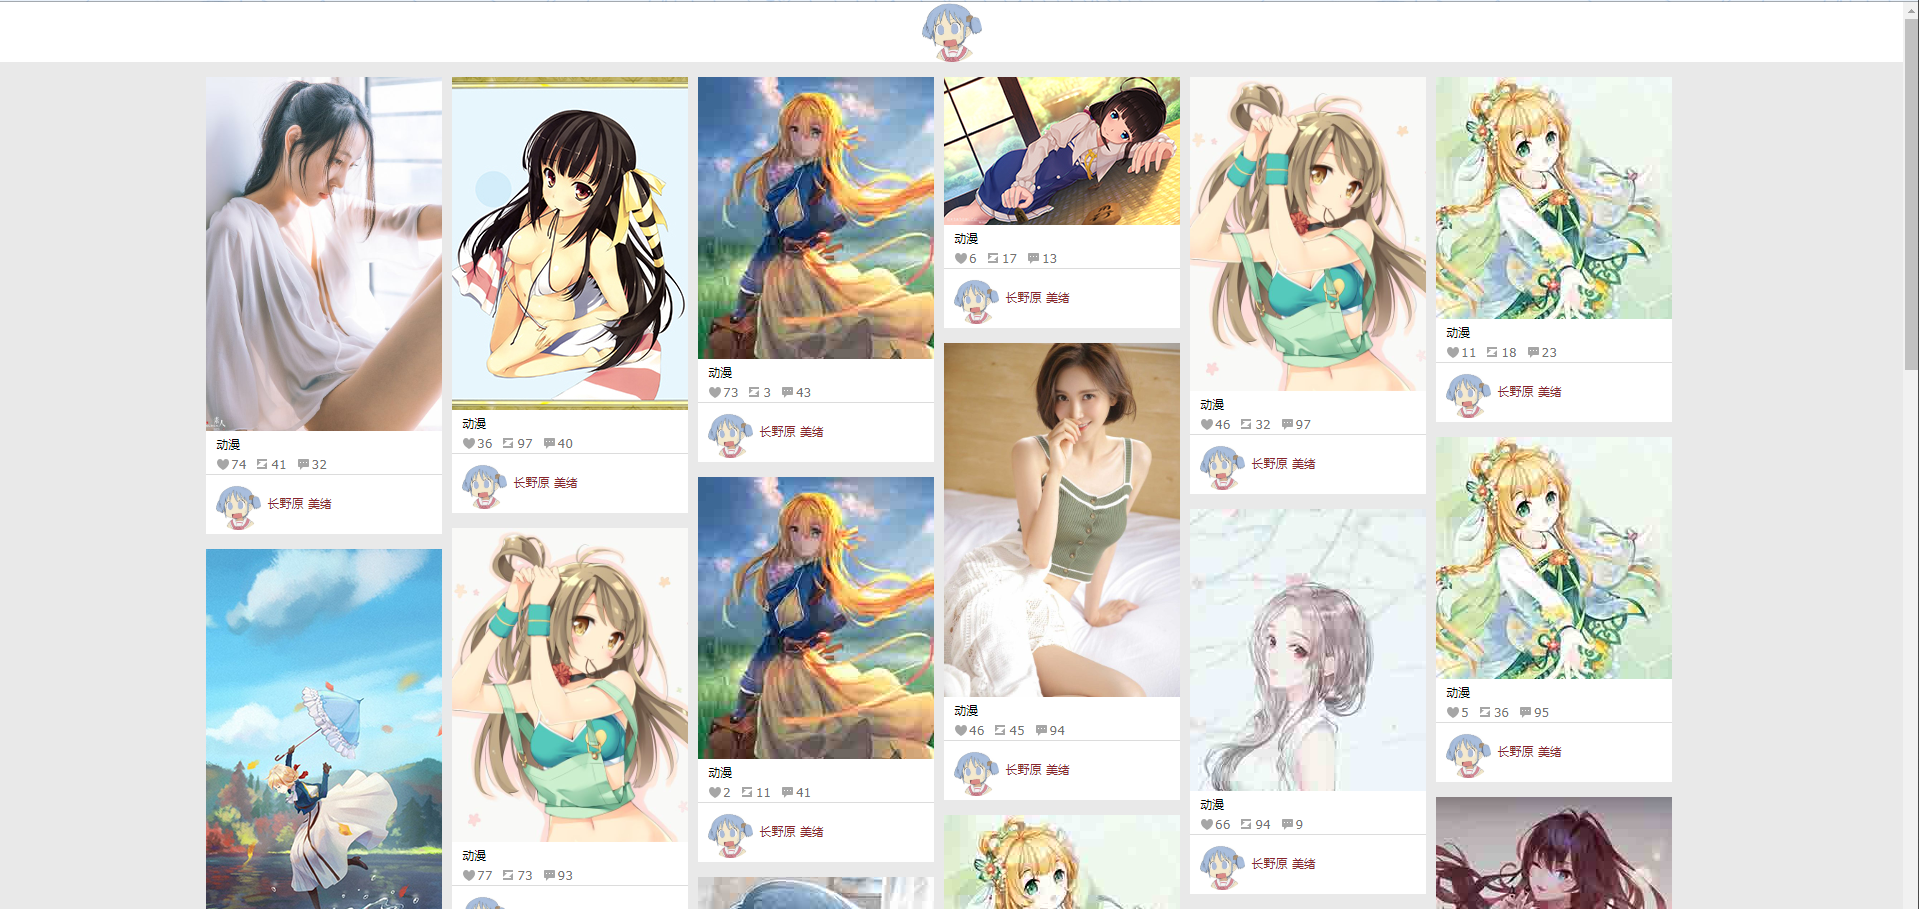 动漫
74 41 32
长野原 美绪
动漫
36 97 40
长野原 美绪
动漫
77 73 93
动漫
73 3 43
长野原 美绪
动漫
2 11 41
长野原 美绪
动漫
6 17 13
长野原 美绪
动漫
46 45 94
长野原 美绪
动漫
46 32 97
长野原 美绪
动漫
66 94 9
长野原 美绪
动漫
11 18 23
长野原 美绪
动漫
5 36 95
长野原 美绪